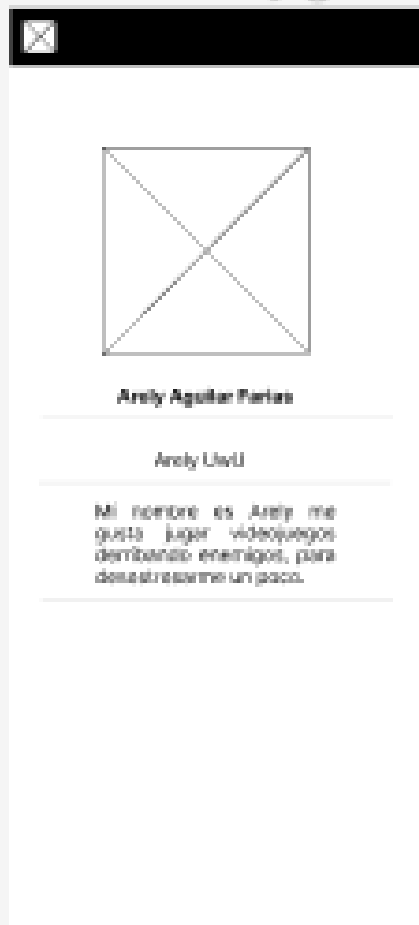 Arely Aguilar Farias
Arely UwU
Mi nombre es Arely me
gusta jugar videojuegos
derribando enemigos, para
desestresarme un poco.